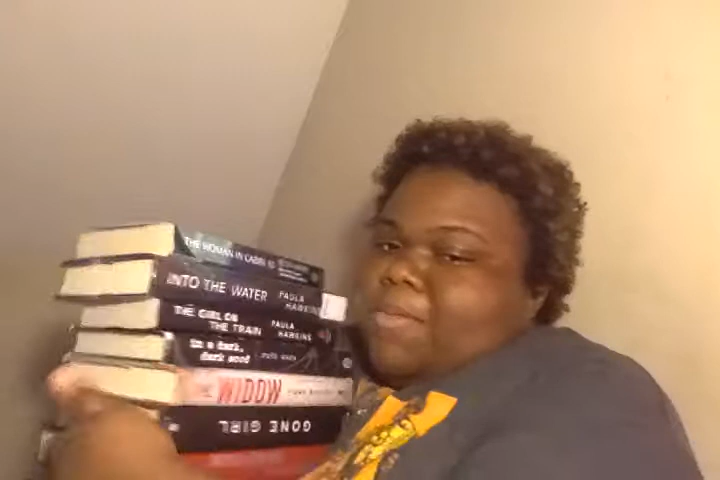 THE WOMAN IN CABIN 10
INTO THE WATER
PAULA
HAWKINS
THE GIRL ON
THE TRAIN
PAULA
HAWKINS
In a dark,
dark wood
THE WIDOW
GONE GIRL